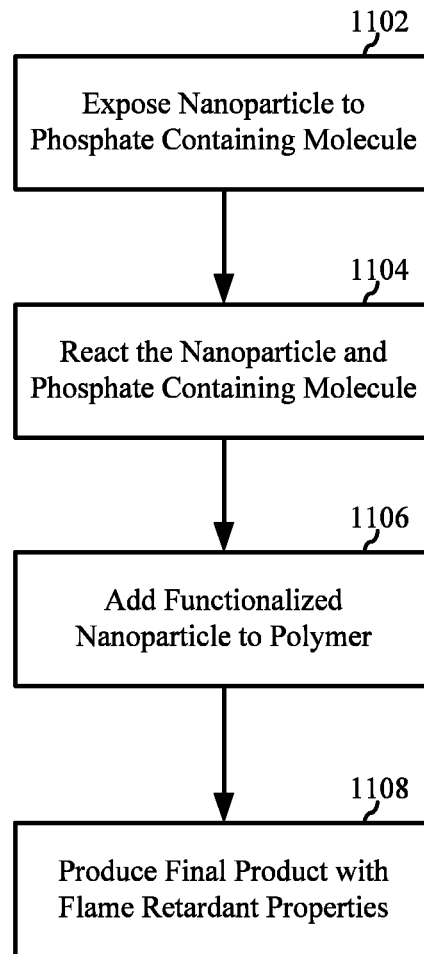 1102
Expose Nanoparticle to
Phosphate Containing Molecule
1104
React the Nanoparticle and
Phosphate Containing Molecule
1106
Add Functionalized
Nanoparticle to Polymer
1108
Produce Final Product with
Flame Retardant Properties